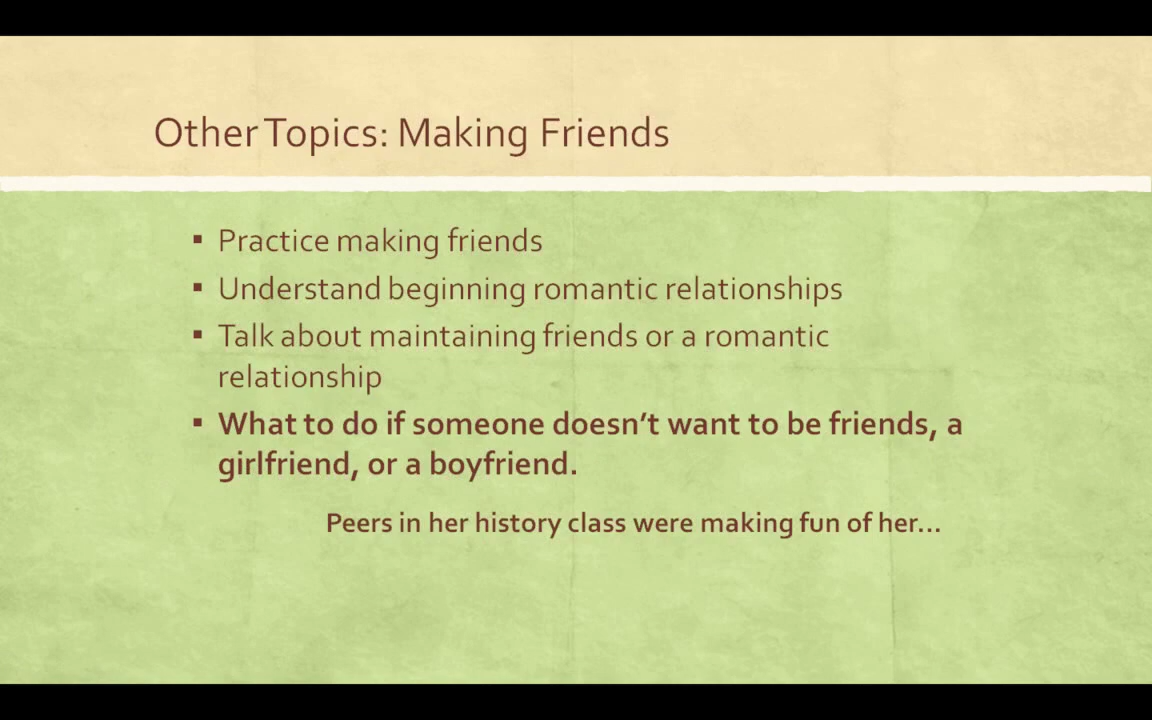 Other Topics: Making Friends
▪ Practice making friends
▪ Understand beginning romantic relationships
▪ Talk about maintaining friends or a romantic
relationship
▪ What to do if someone doesn’t want to be friends, a
girlfriend, or a boyfriend.
Peers in her history class were making fun of her…